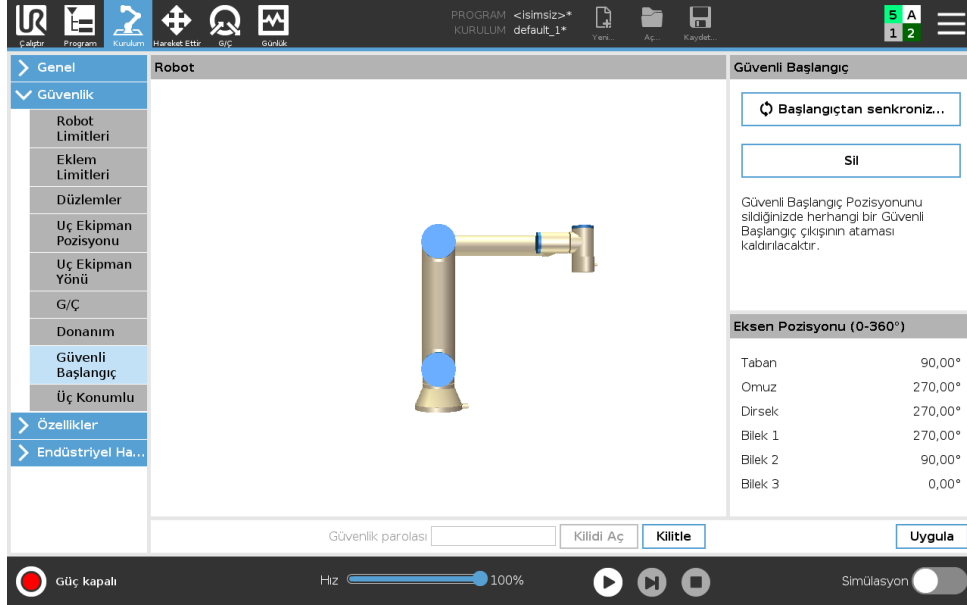 UR
Çalıştır
Program
Kurulum
Hareket Ettir
G/Ç
Günlük
PROGRAM <isimsiz>*
KURULUM default_1*
Yeni...
Aç...
Kaydet...
5 A
1 2
Genel
Güvenlik
Robot
Limitleri
Eklem
Limitleri
Düzlemler
Uç Ekipman
Pozisyonu
Uç Ekipman
Yönü
G/Ç
Donanım
Güvenli
Başlangıç
Üç Konumlu
Özellikler
Endüstriyel Ha...
Robot
Güvenli Başlangıç
Başlangıçtan senkroniz...
Sil
Güvenli Başlangıç Pozisyonunu
sildiğinizde herhangi bir Güvenli
Başlangıç çıkışının ataması
kaldırılacaktır.
Eksen Pozisyonu (0-360°)
Taban 90,00°
Omuz 270,00°
Dirsek 270,00°
Bilek 1 270,00°
Bilek 2 90,00°
Bilek 3 0,00°
Güvenlik parolası
Kilidi Aç
Kilitle
Uygula
Güç kapalı
Hız
100%
Simülasyon